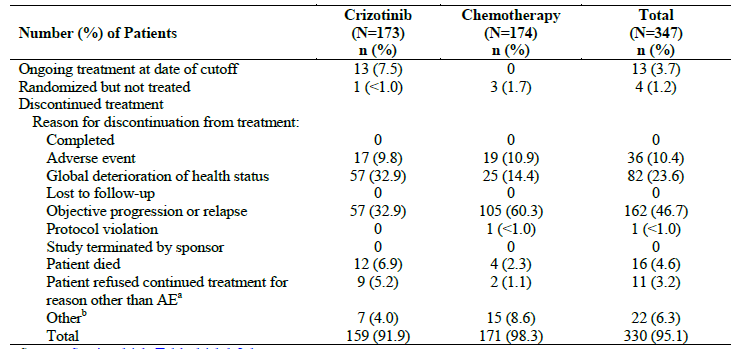 Number (%) of Patients Crizotinib (N=173) n (%) Chemotherapy (N=174) n (%) Total (N=347) n (%)
Ongoing treatment at date of cutoff 13 (7.5) 0 13 (3.7)
Randomized but not treated 1 (<1.0) 3 (1.7) 4 (1.2)
Discontinued treatment
Reason for discontinuation from treatment:
Completed 0 0 0
Adverse event 17 (9.8) 19 (10.9) 36 (10.4)
Global deterioration of health status 57 (32.9) 25 (14.4) 82 (23.6)
Lost to follow-up 0 0 0
Objective progression or relapse 57 (32.9) 105 (60.3) 162 (46.7)
Protocol violation 0 1 (<1.0) 1 (<1.0)
Study terminated by sponsor 0 0 0
Patient died 12 (6.9) 4 (2.3) 16 (4.6)
Patient refused continued treatment for 9 (5.2) 2 (1.1) 11 (3.2)
reason other than AEa
Otherb 7 (4.0) 15 (8.6) 22 (6.3)
Total 159 (91.9) 171 (98.3) 330 (95.1)